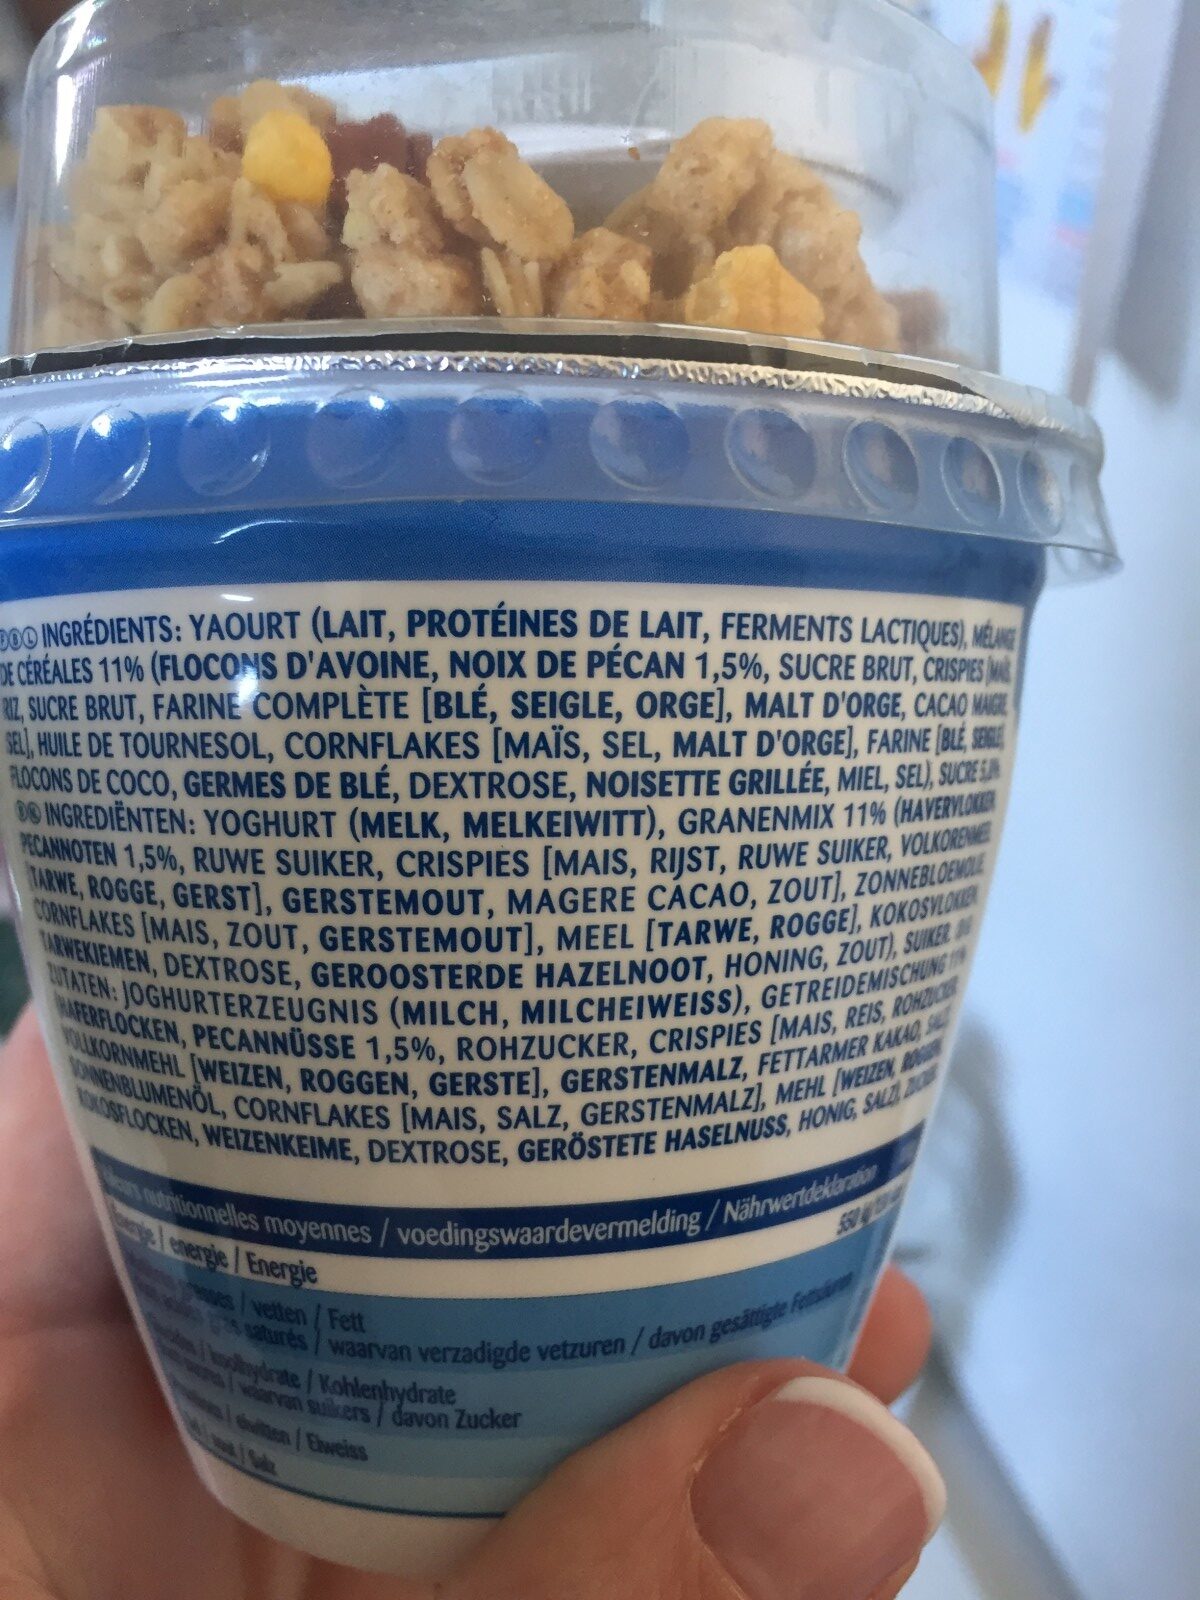 INGRÉDIENTS: YAOURT (LAIT, PROTÉINES DE LAIT, FERMENTS LACTIQUES), MÉLANGE
DE CÉRÉALES 11% (FLOCONS D'AVOINE, NOIX DE PÉCAN 1,5%, SUCRE BRUT, CRISPIES [MAÏS,
RIZ, SUCRE BRUT, FARINE COMPLÈTE [BLÉ, SEIGLE, ORGE], MALT D'ORGE, CACAO MAIGRE,
SEL], HUILE DE TOURNESOL, CORNFLAKES [MAÏS, SEL, MALT D'ORGE], FARINE [BLÉ, SEIGLE],
FLOCONS DE COCO, GERMES DE BLÉ, DEXTROSE, NOISETTE GRILLÉE, MIEL, SEL), SUCRE
INGREDIËNTEN: YOGHURT (MELK, MELKEIWITT), GRANENMIX 11% (HAVERVLOKKEN,
PECANNOTEN 1,5%, RUWE SUIKER, CRISPIES [MAIS, RIJST, RUWE SUIKER, VOLKORENMEEL
[TARWE, ROGGE, GERST], GERSTEMOUT, MAGERE CACAO, ZOUT], ZONNEBLOEMOLIE,
CORNFLAKES [MAIS, ZOUT, GERSTEMOUT], MEEL [TARWE, ROGGE], KOKOSVLOKKEN,
TARWEKIEMEN, DEXTROSE, GEROOSTERDE HAZELNOOT, HONING, ZOUT), SUIKER.
ZUTATEN: JOGHURTERZEUGNIS (MILCH, MILCHEIWEISS), GETREIDEMISCHUNG 11%
(HAFERFLOCKEN, PECANNÜSSE 1,5%, ROHZUCKER, CRISPIES [MAIS, REIS, ROHZUCKER,
VOLLKORNMEHL [WEIZEN, ROGGEN, GERSTE], GERSTENMALZ, FETTARMER KAKAO, SALZ],
SONNENBLUMENÖL, CORNFLAKES [MAIS, SALZ, GERSTENMALZ], MEHL [WEIZEN, ROGGEN],
KOKOSFLOCKEN, WEIZENKEIME, DEXTROSE, GERÖSTETE HASELNUSS, HONIG, SALZ), ZUCKER
nutritionnelles moyennes / voedingswaardevermelding / Nährwertdeklaration
/ energie / Energie 550
/ vetten / Fett
saturés / waarvan verzadigde vetzuren / davon gesättigte Fettsäuren
/ koolhydrate / Kohlenhydrate
/ waarvan suikers / davon Zucker
/ eiwitten / Eiweiss
/ zout / Salz